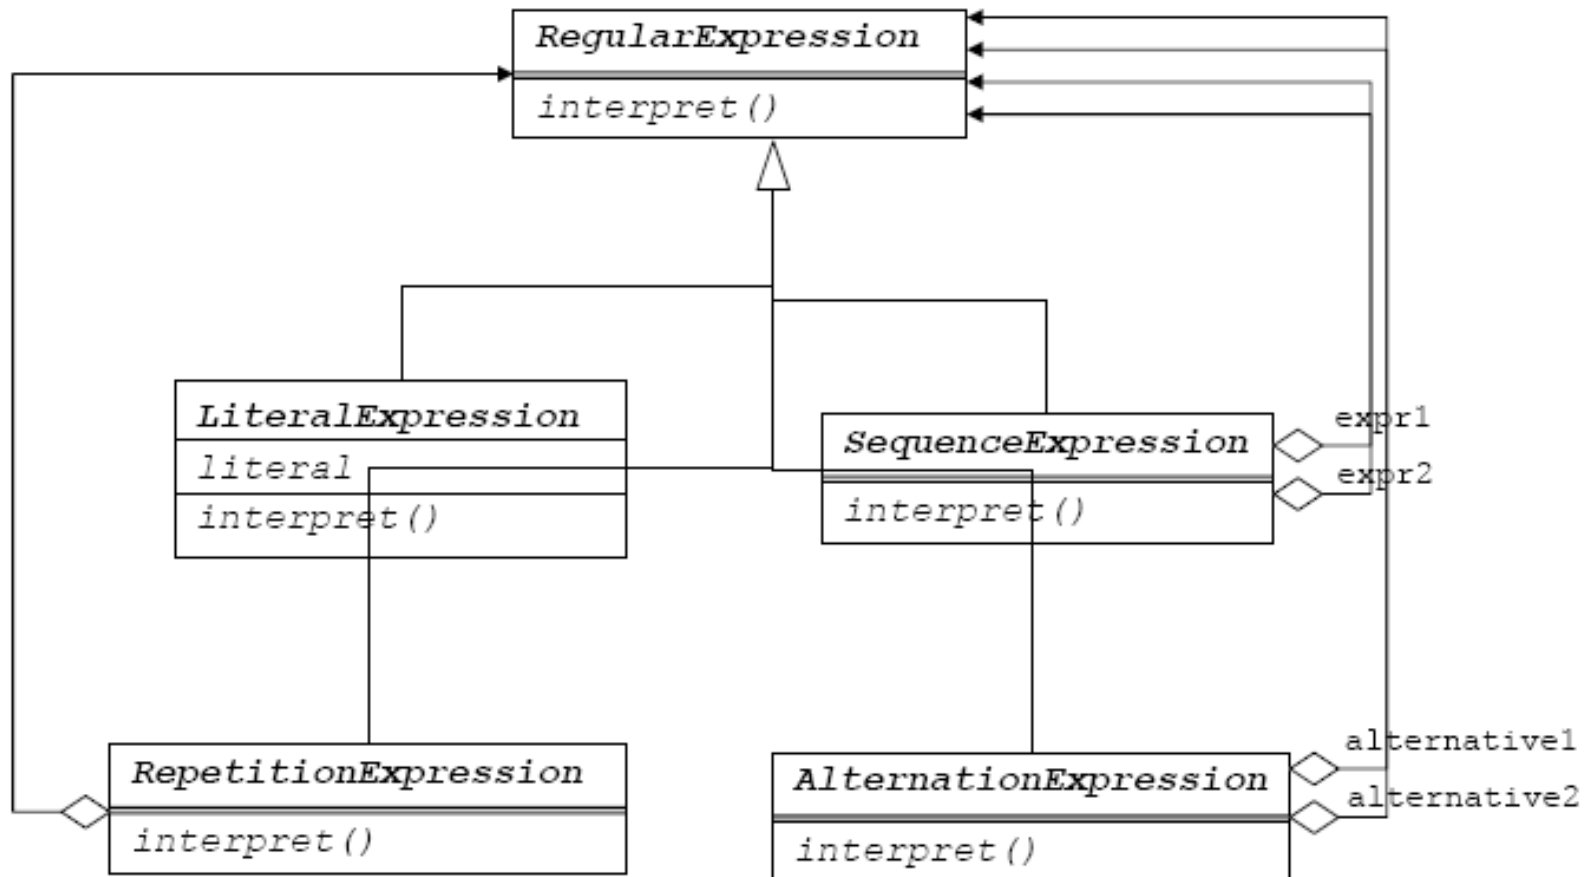 RegularExpression
interpret()
LiteralExpression
literal
interpret()
SequenceExpression
interpret()
expr1
expr2
RepetitionExpression
interpret()
AlternationExpression
interpret()
alternative1
alternative2